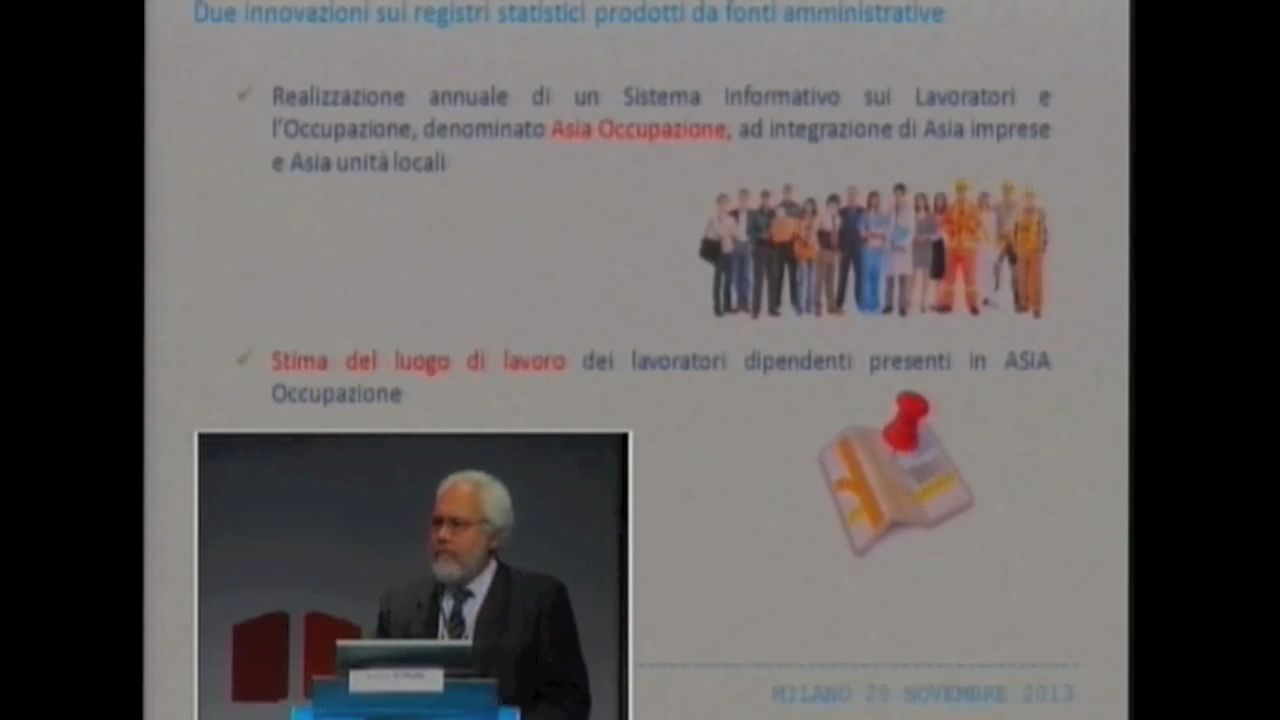 Due innovazioni sui registri statistici prodotti da fonti amministrative
Realizzazione annuale di un Sistema Informativo sui Lavoratori e
l'Occupazione, denominato Asia Occupazione, ad integrazione di Asia imprese
e Asia unità locali
Stima del luogo di lavoro dei lavoratori dipendenti presenti in ASIA
Occupazione
MILANO 28 NOVEMBRE 2013